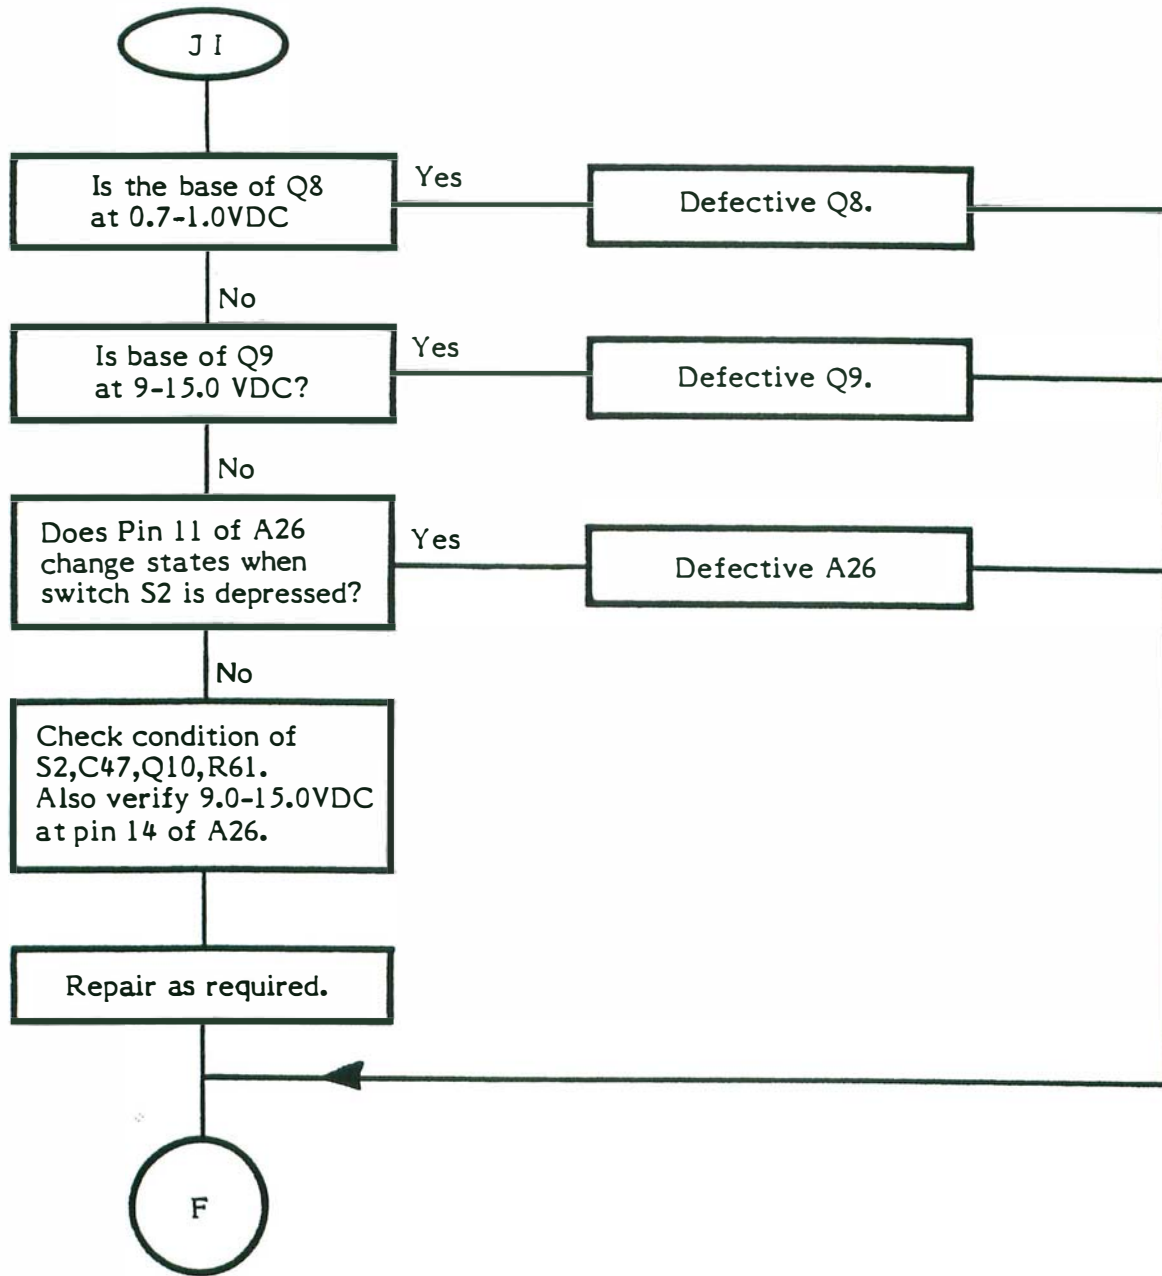 J I
Is the base of Q8
at 0.7-1.0VDC
Yes
Defective Q8.
No
Is base of Q9
at 9-15.0 VDC?
Yes
Defective Q9.
No
Does Pin 11 of A26
change states when
switch S2 is depressed?
Yes
Defective A26
No
Check condition of
S2,C47,Q10,R61.
Also verify 9.0-15.0VDC
at pin 14 of A26.
Repair as required.
F